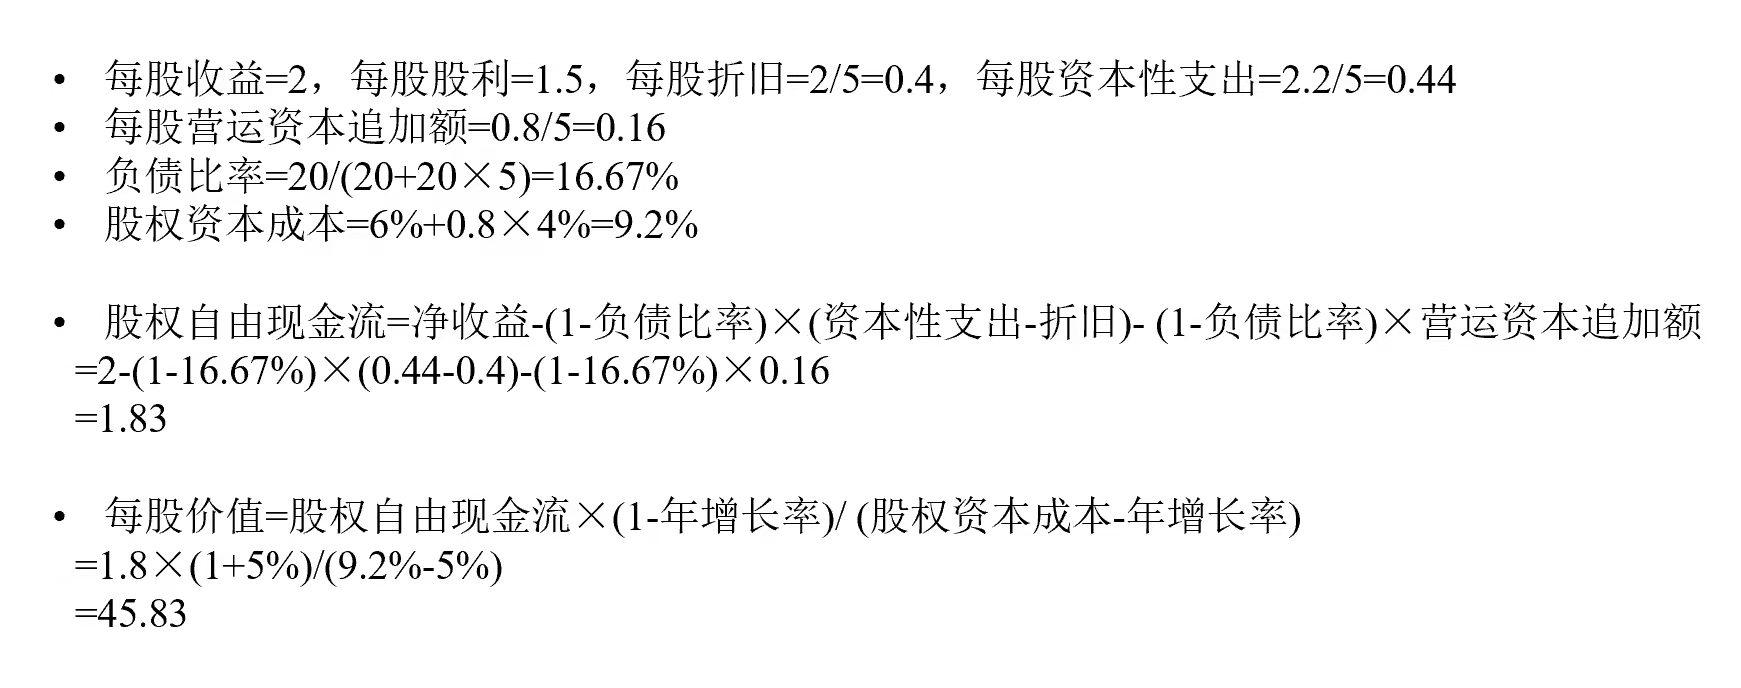 • 每股收益=2，每股股利=1.5，每股折旧=2/5=0.4，每股资本性支出=2.2/5=0.44
• 每股营运资本追加额=0.8/5=0.16
• 负债比率=20/(20+20×5)=16.67%
• 股权资本成本=6%+0.8×4%=9.2%
• 股权自由现金流=净收益-(1-负债比率)×(资本性支出-折旧)- (1-负债比率)×营运资本追加额
=2-(1-16.67%)×(0.44-0.4)-(1-16.67%)×0.16
=1.83
• 每股价值=股权自由现金流×(1-年增长率)/ (股权资本成本-年增长率)
=1.8×(1+5%)/(9.2%-5%)
=45.83